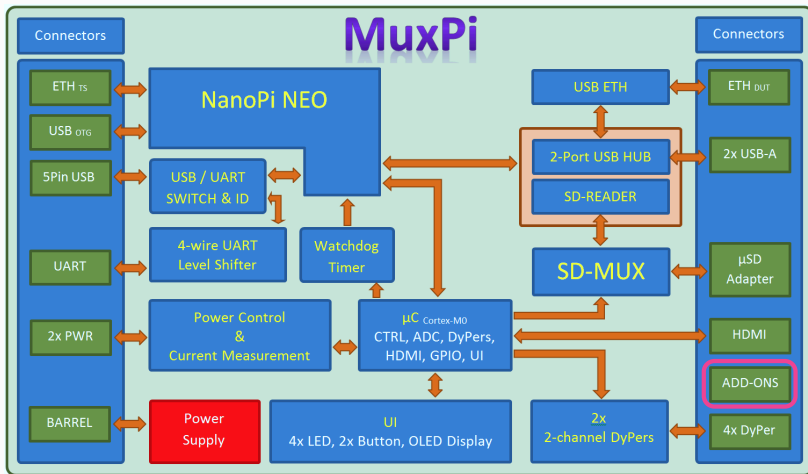 MuxPi
Connectors
ETH TS
USB OTG
5Pin USB
UART
2x PWR
BARREL
NanoPi NEO
USB / UART
SWITCH & ID
4-wire UART
Level Shifter
Watchdog
Timer
Power Control
&
Current Measurement
µC Cortex-M0
CTRL, ADC, DyPers,
HDMI, GPIO, UI
Power
Supply
UI
4x LED, 2x Button, OLED Display
USB ETH
2-Port USB HUB
SD-READER
SD-MUX
2x
2-channel DyPers
Connectors
ETH DUT
2x USB-A
µSD
Adapter
HDMI
ADD-ONS
4x DyPer